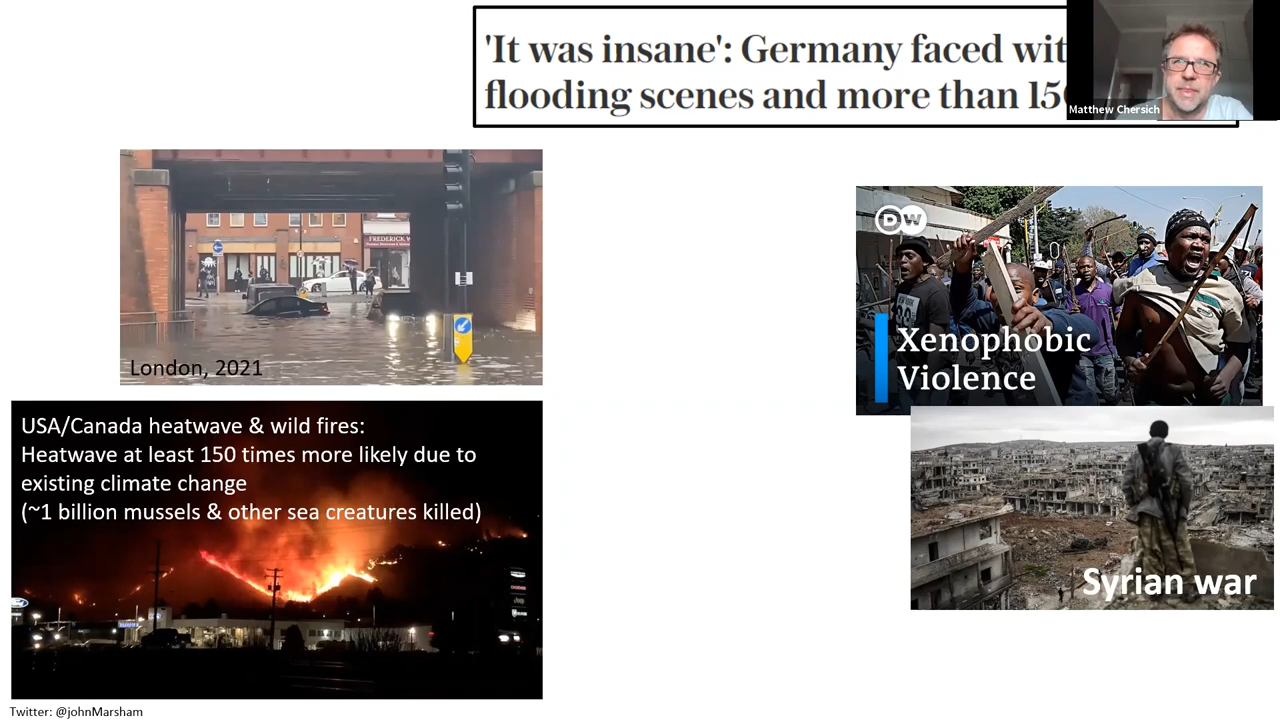 'It was insane': Germany faced wit
flooding scenes and more than 15
Matthew Chersich
FREDERICK
London, 2021
DW
Xenophobic
Violence
USA/Canada heatwave & wild fires:
Heatwave at least 150 times more likely due to
existing climate change
(~1 billion mussels & other sea creatures killed)
Syrian war
Twitter: @johnMarsham